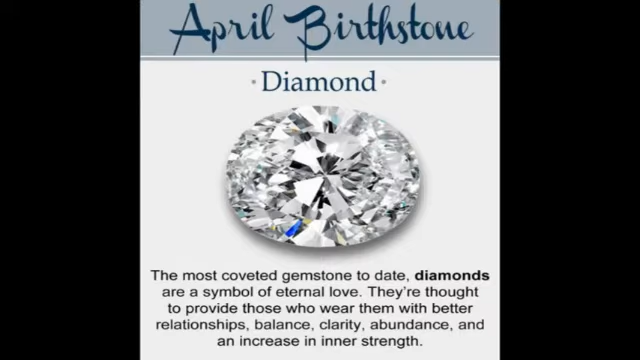 April Birthstone
·Diamond·
The most coveted gemstone to date, diamonds
are a symbol of eternal love. They're thought
to provide those who wear them with better
relationships, balance, clarity, abundance, and
an increase in inner strength.